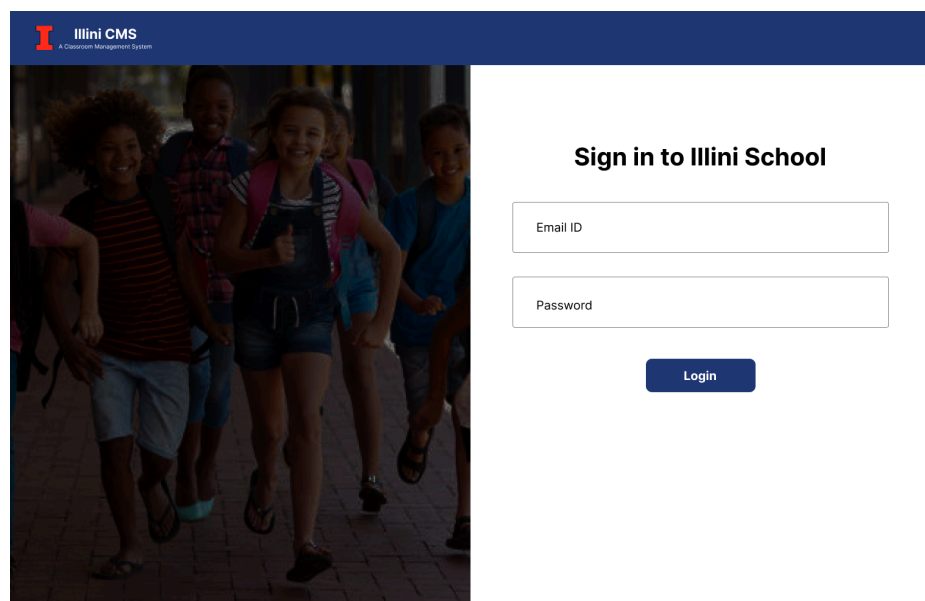 Illini CMS
A Classroom Management System
Sign in to Illini School
Email ID
Password
Login